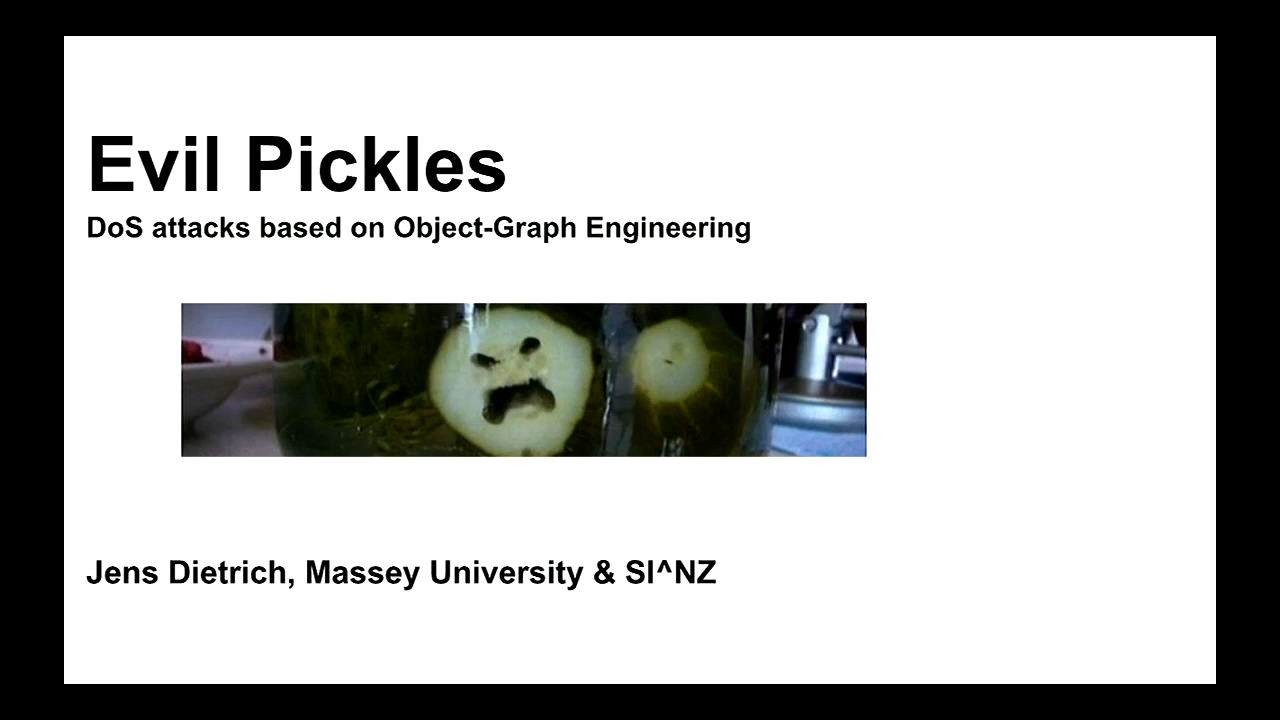 Evil Pickles
DoS attacks based on Object-Graph Engineering
Jens Dietrich, Massey University & SI^NZ